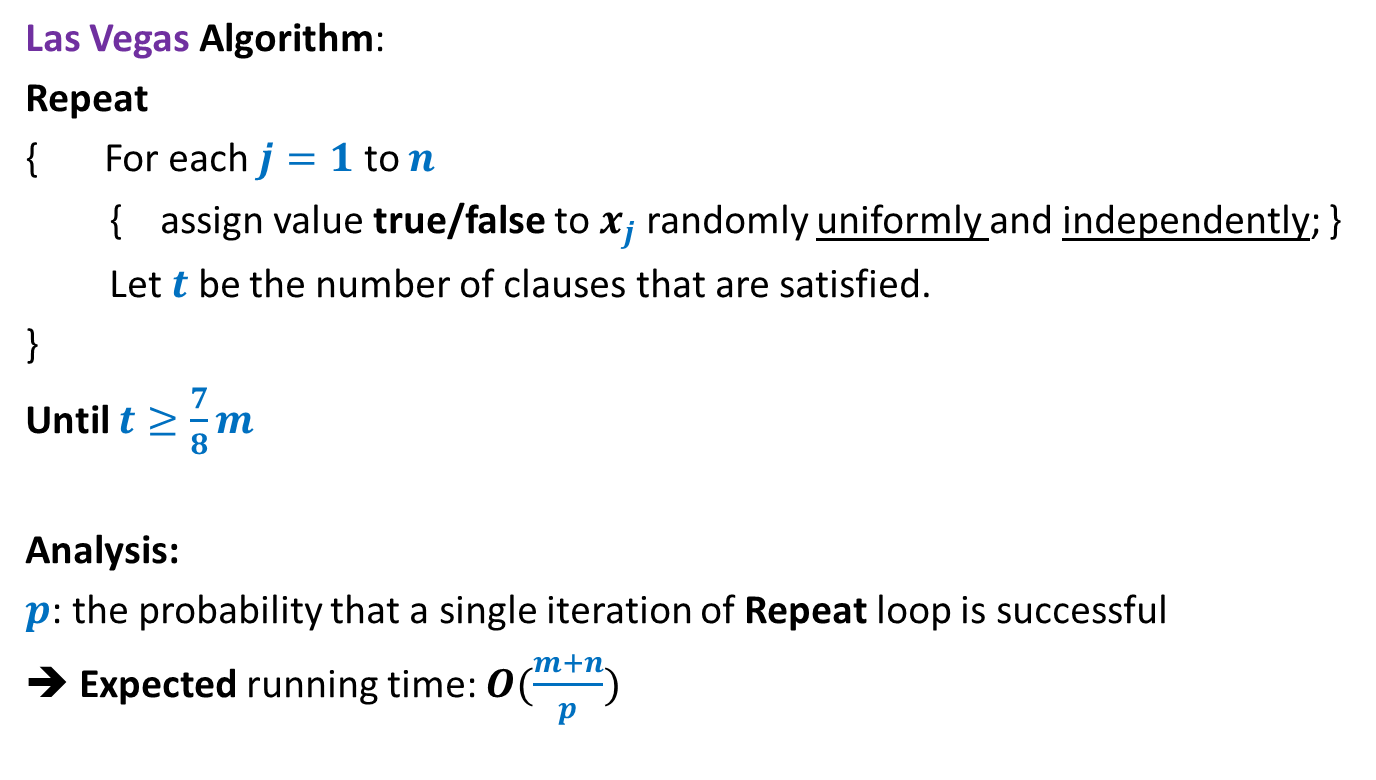 Las Vegas Algorithm:
Repeat
{ For each j = 1 to n
{ assign value true/false to x_j randomly uniformly and independently; }
Let t be the number of clauses that are satisfied.
}
Until t ≥ 7/8 m
Analysis:
p: the probability that a single iteration of Repeat loop is successful
➔ Expected running time: O(m+n/p)